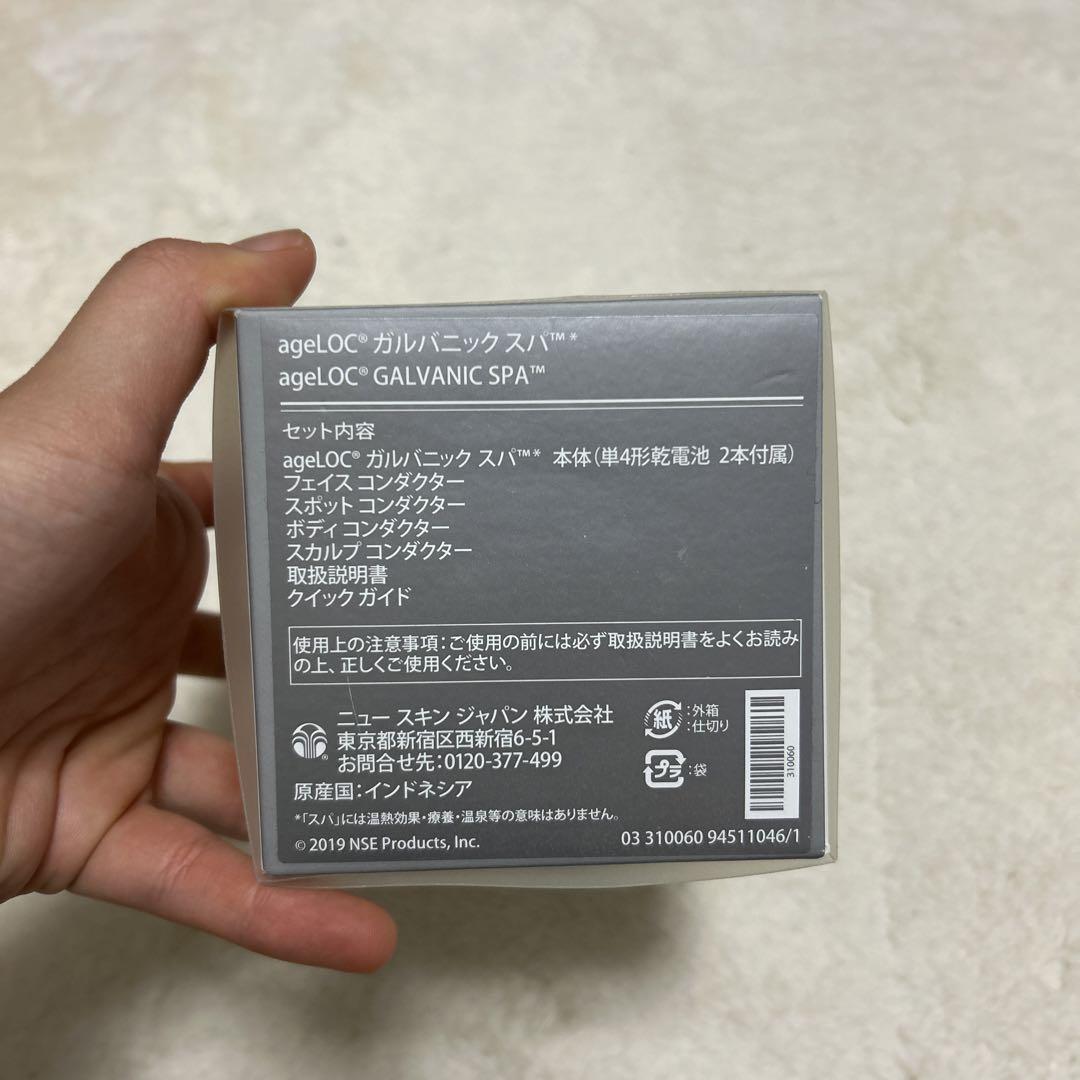 ageLOC® ガルバニック スパ™*
ageLOC® GALVANIC SPA™
セット内容
ageLOC® ガルバニック スパ™* 本体(単4形乾電池 2本付属)
フェイス コンダクター
スポット コンダクター
ボディ コンダクター
スカルプ コンダクター
取扱説明書
クイック ガイド
使用上の注意事項:ご使用の前には必ず取扱説明書をよくお読み
の上、正しくご使用ください。
ニュー スキン ジャパン 株式会社
東京都新宿区西新宿6-5-1
お問合せ先:0120-377-499
原産国:インドネシア
*「スパ」には温熱効果・療養・温泉等の意味はありません。
© 2019 NSE Products, Inc.
紙:外箱
:仕切り
プラ:袋
310060
03 310060 94511046/1